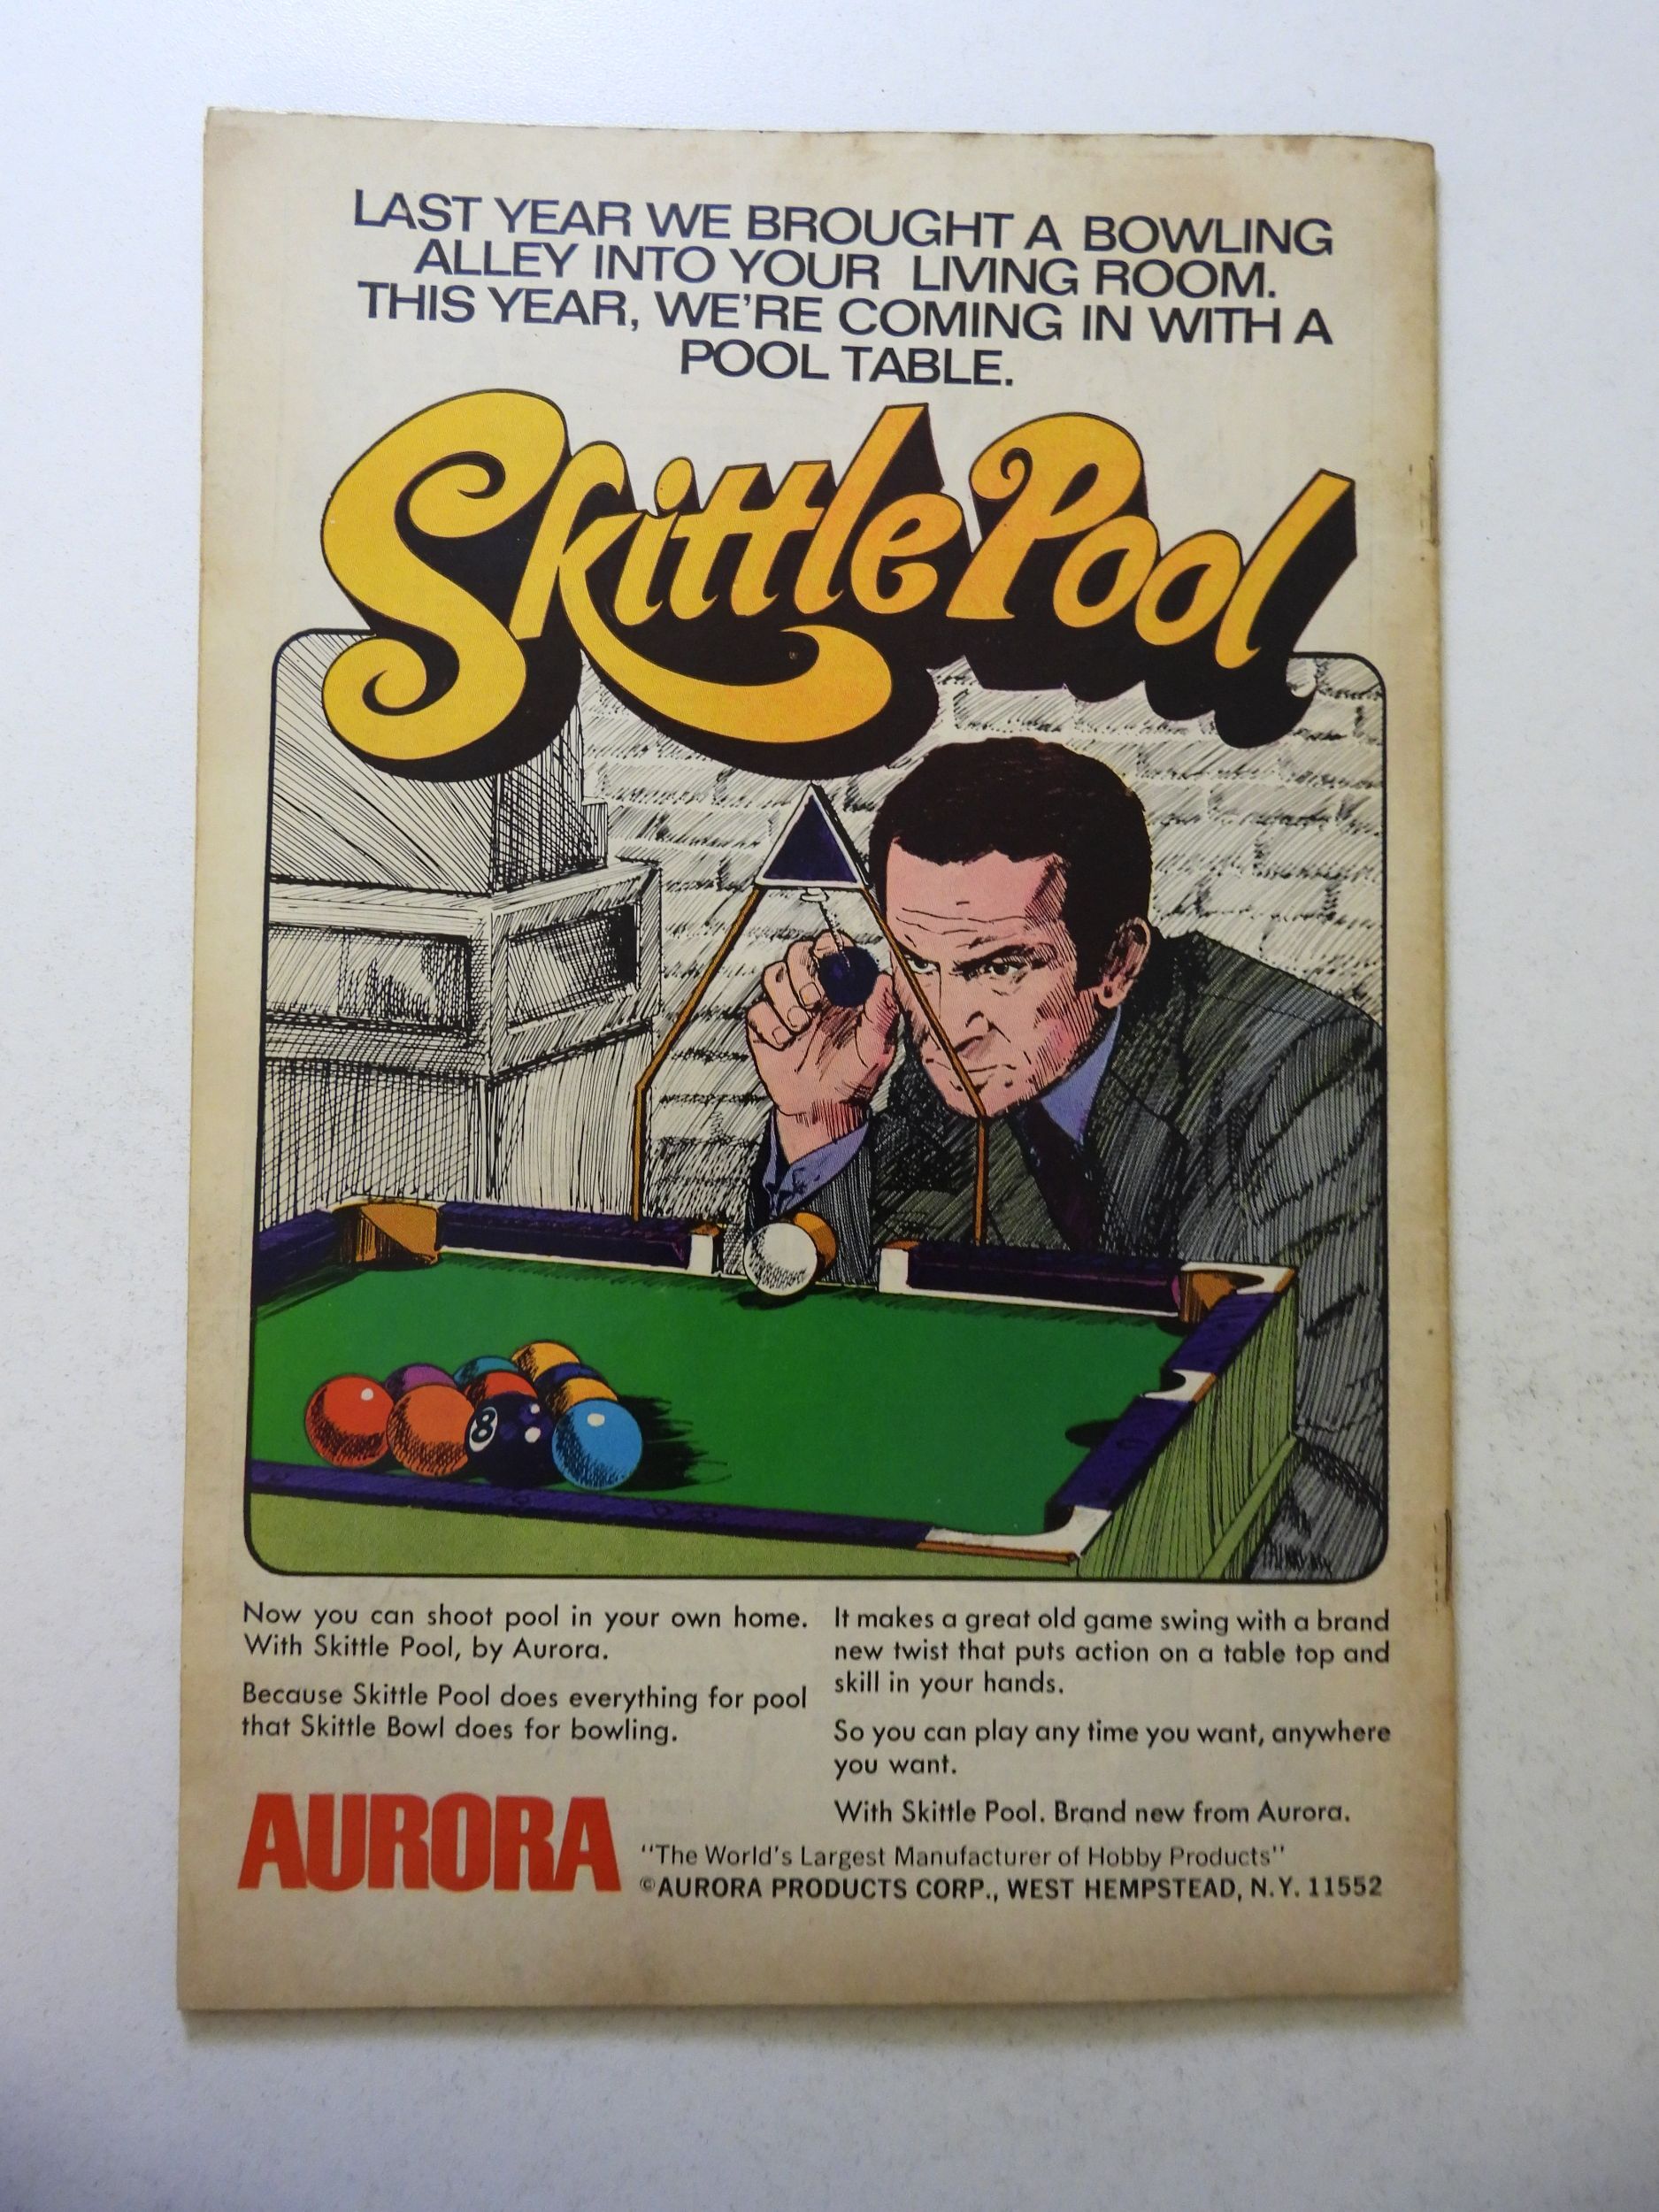 LAST YEAR WE BROUGHT A BOWLING
ALLEY INTO YOUR LIVING ROOM.
THIS YEAR, WE'RE COMING IN WITH A
POOL TABLE.
Skittle Pool
8
Now you can shoot pool in your own home.
With Skittle Pool, by Aurora.
Because Skittle Pool does everything for pool
that Skittle Bowl does for bowling.
It makes a great old game swing with a brand
new twist that puts action on a table top and
skill in your hands.
So you can play any time you want, anywhere
you want.
With Skittle Pool. Brand new from Aurora.
AURORA
"The World's Largest Manufacturer of Hobby Products"
©AURORA PRODUCTS CORP., WEST HEMPSTEAD, N.Y. 11552